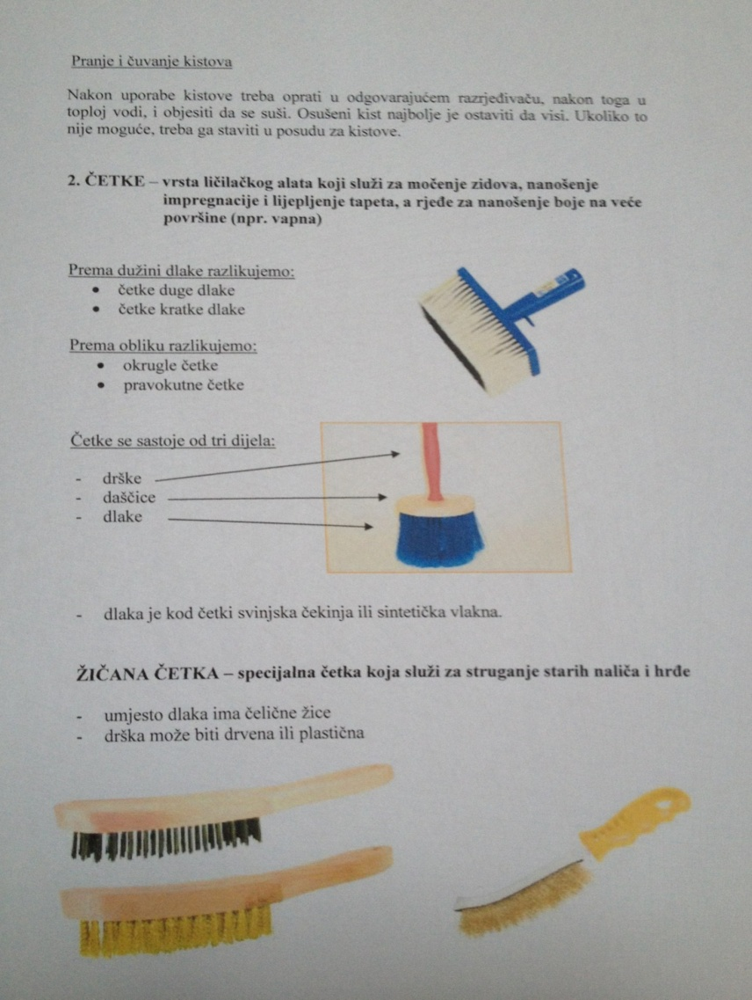 Pranje i čuvanje kistova
Nakon uporabe kistove treba oprati u odgovarajućem razrjeđivaču, nakon toga u
toploj vodi, i objesiti da se suši. Osušeni kist najbolje je ostaviti da visi. Ukoliko to
nije moguće, treba ga staviti u posudu za kistove.
2. ČETKE – vrsta ličilačkog alata koji služi za močenje zidova, nanošenje
impregnacije i lijepljenje tapeta, a rjeđe za nanošenje boje na veće
površine (npr. vapna)
Prema dužini dlake razlikujemo:
• četke duge dlake
• četke kratke dlake
Prema obliku razlikujemo:
• okrugle četke
• pravokutne četke
Četke se sastoje od tri dijela:
- drške
- daščice
- dlake
- dlaka je kod četki svinjska čekinja ili sintetička vlakna.
ŽIČANA ČETKA – specijalna četka koja služi za struganje starih naliča i hrđe
- umjesto dlaka ima čelične žice
- drška može biti drvena ili plastična